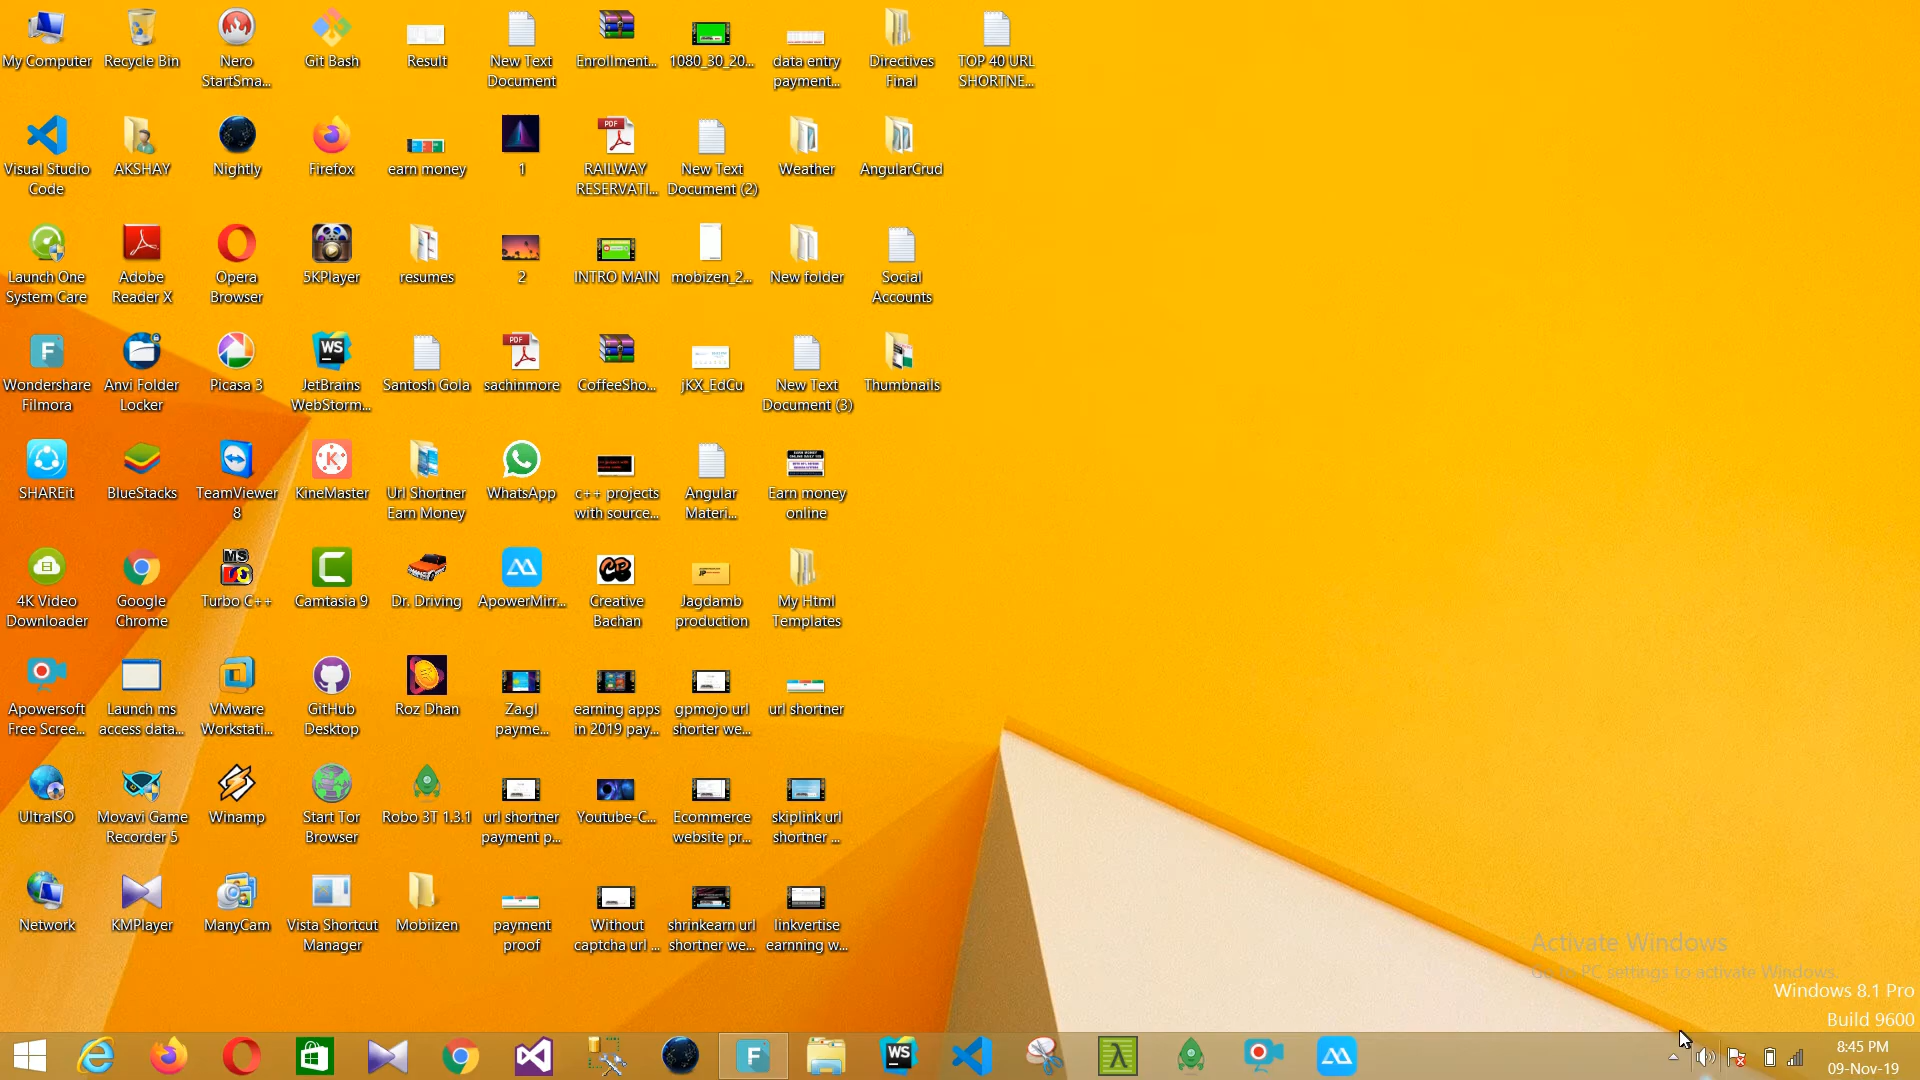 My Computer
Recycle Bin
Nero
StartSma...
Git Bash
Result
New Text
Document
Enrollment...
1080_30_20...
data entry
payment...
Directives
Final
TOP 40 URL
SHORTNE...
Visual Studio
Code
AKSHAY
Nightly
Firefox
earn money
1
RAILWAY
RESERVATI...
New Text
Document (2)
Weather
AngularCrud
Launch One
System Care
Adobe
Reader X
Opera
Browser
5KPlayer
resumes
2
INTRO MAIN
mobizen_2...
New folder
Social
Accounts
Wondershare
Filmora
Anvi Folder
Locker
Picasa 3
JetBrains
WebStorm...
Santosh Gola
sachinmore
CoffeeSho...
jKX_EdCu
New Text
Document (3)
Thumbnails
SHAREit
BlueStacks
TeamViewer
8
KineMaster
Url Shortner
Earn Money
WhatsApp
c++ projects
with source...
Angular
Materi...
Earn money
online
4K Video
Downloader
Google
Chrome
Turbo C++
Camtasia 9
Dr. Driving
ApowerMirr...
Creative
Bachan
Jagdamb
production
My Html
Templates
Apowersoft
Free Scree...
Launch ms
access data...
VMware
Workstati...
GitHub
Desktop
Roz Dhan
Za.gl
payme...
earning apps
in 2019 pay...
gpmojo url
shorter we...
url shortner
UltraISO
Movavi Game
Recorder 5
Winamp
Start Tor
Browser
Robo 3T 1.3.1
url shortner
payment p...
Youtube-C...
Ecommerce
website pr...
skiplink url
shortner ...
Network
KMPlayer
ManyCam
Vista Shortcut
Manager
Mobiizen
payment
proof
Without
captcha url ...
shrinkearn url
shortner we...
linkvertise
earnning w...
Activate Windows
Go to PC settings to activate Windows.
Windows 8.1 Pro
Build 9600
8:45 PM
09-Nov-19